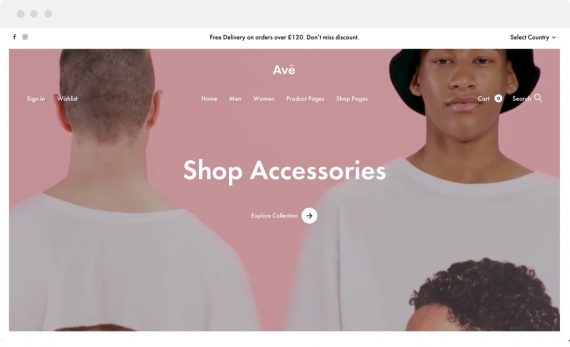 Free Delivery on orders over £120. Don't miss discount.
Select Country
Avë
Sign in Wishlist
Home Men Women Product Pages Shop Pages
Cart 0 Search
Shop Accessories
Explore Collection